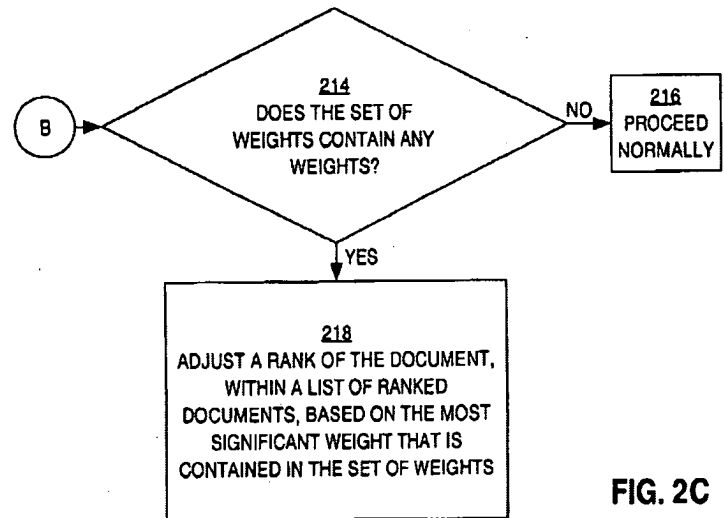 214
DOES THE SET OF
WEIGHTS CONTAIN ANY
WEIGHTS?
B
NO
216
PROCEED
NORMALLY
YES
218
ADJUST A RANK OF THE DOCUMENT,
WITHIN A LIST OF RANKED
DOCUMENTS, BASED ON THE MOST
SIGNIFICANT WEIGHT THAT IS
CONTAINED IN THE SET OF WEIGHTS
FIG. 2C